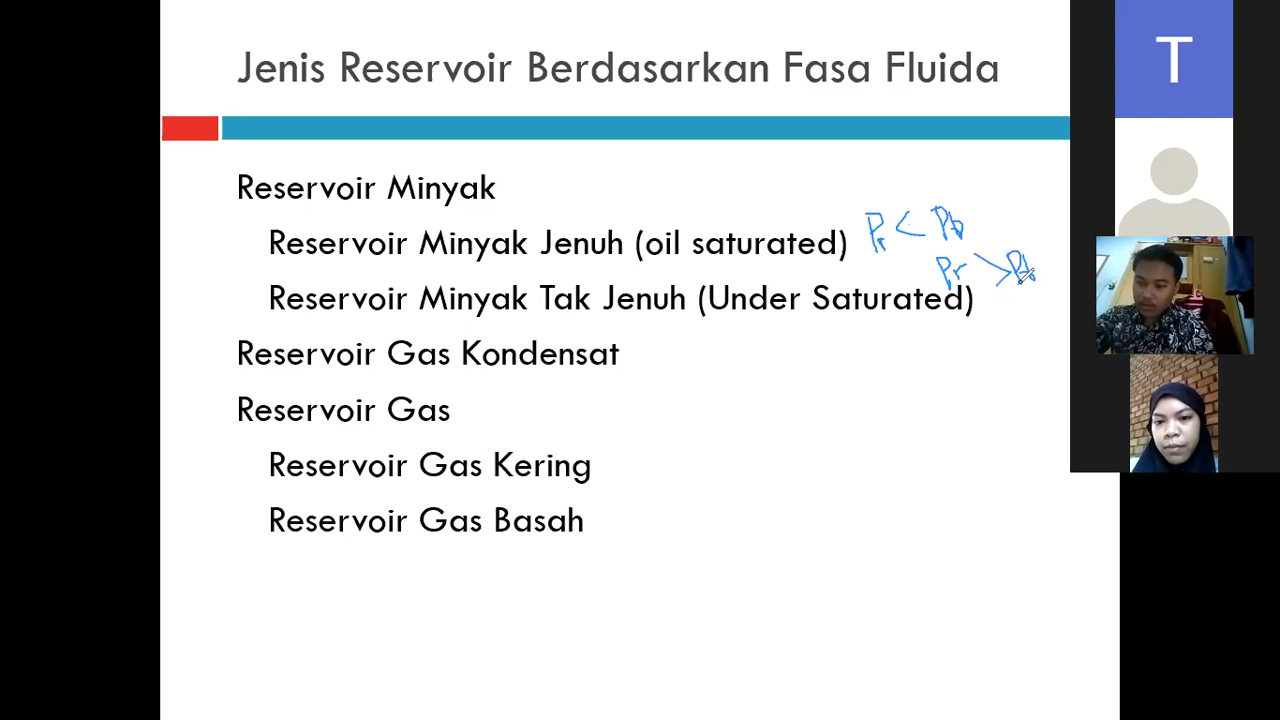 Jenis Reservoir Berdasarkan Fasa Fluida
T
Reservoir Minyak
Reservoir Minyak Jenuh (oil saturated) Pr < Pb
Pr > Pb
Reservoir Minyak Tak Jenuh (Under Saturated)
Reservoir Gas Kondensat
Reservoir Gas
Reservoir Gas Kering
Reservoir Gas Basah